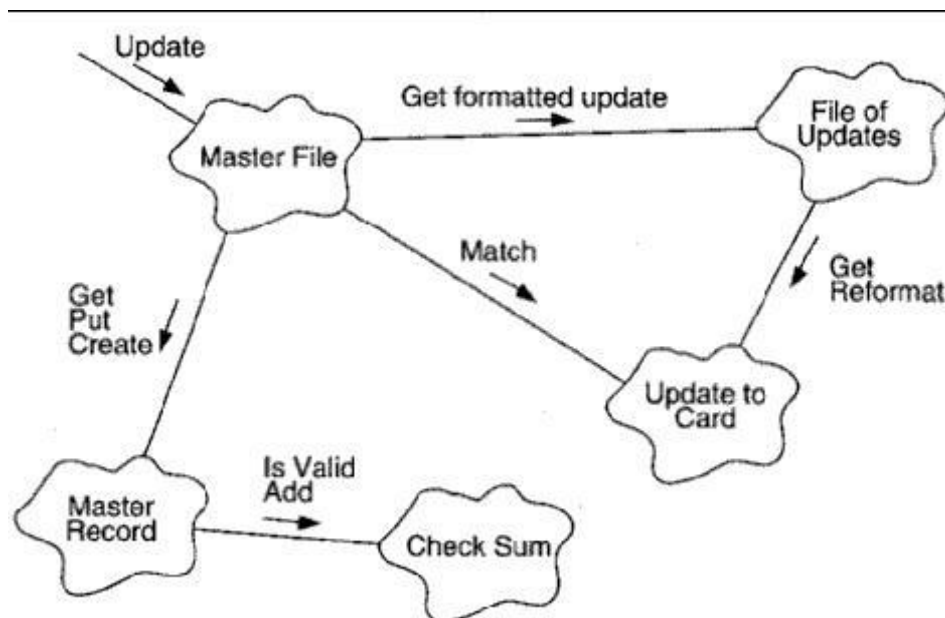 Update
Get formatted update
File of
Updates
Master File
Match
Get
Reformat
Get
Put
Create
Update to
Card
Is Valid
Add
Master
Record
Check Sum